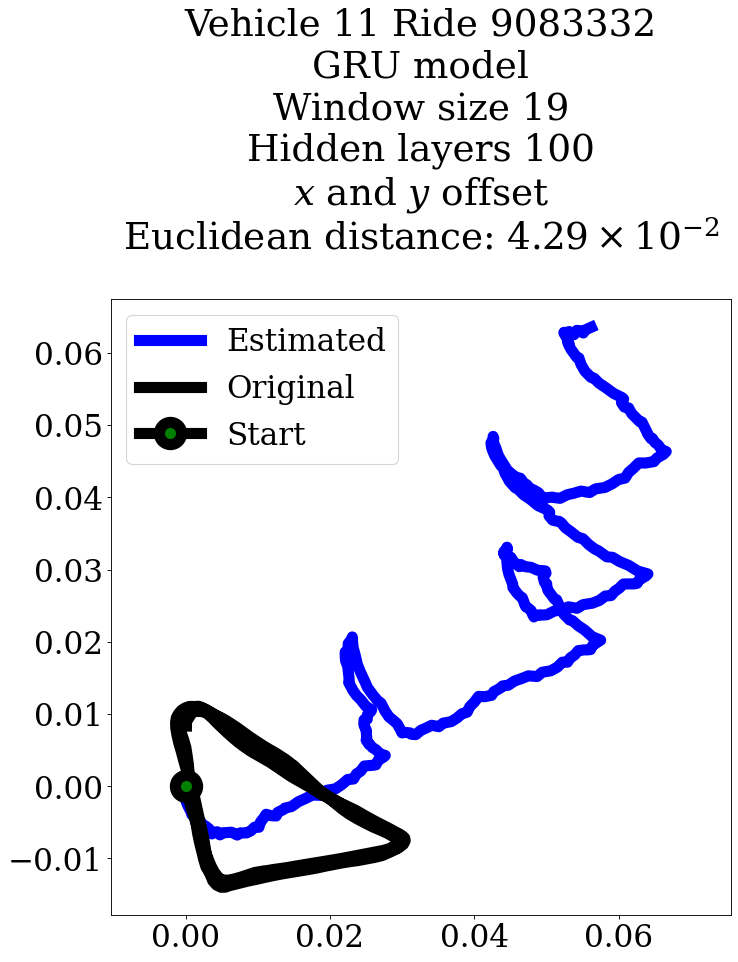 Vehicle 11 Ride 9083332
GRU model
Window size 19
Hidden layers 100
x and y offset
Euclidean distance: 4.29 × 10⁻²
Estimated
Original
Start
0.06
0.05
0.04
0.03
0.02
0.01
0.00
−0.01
0.00 0.02 0.04 0.06